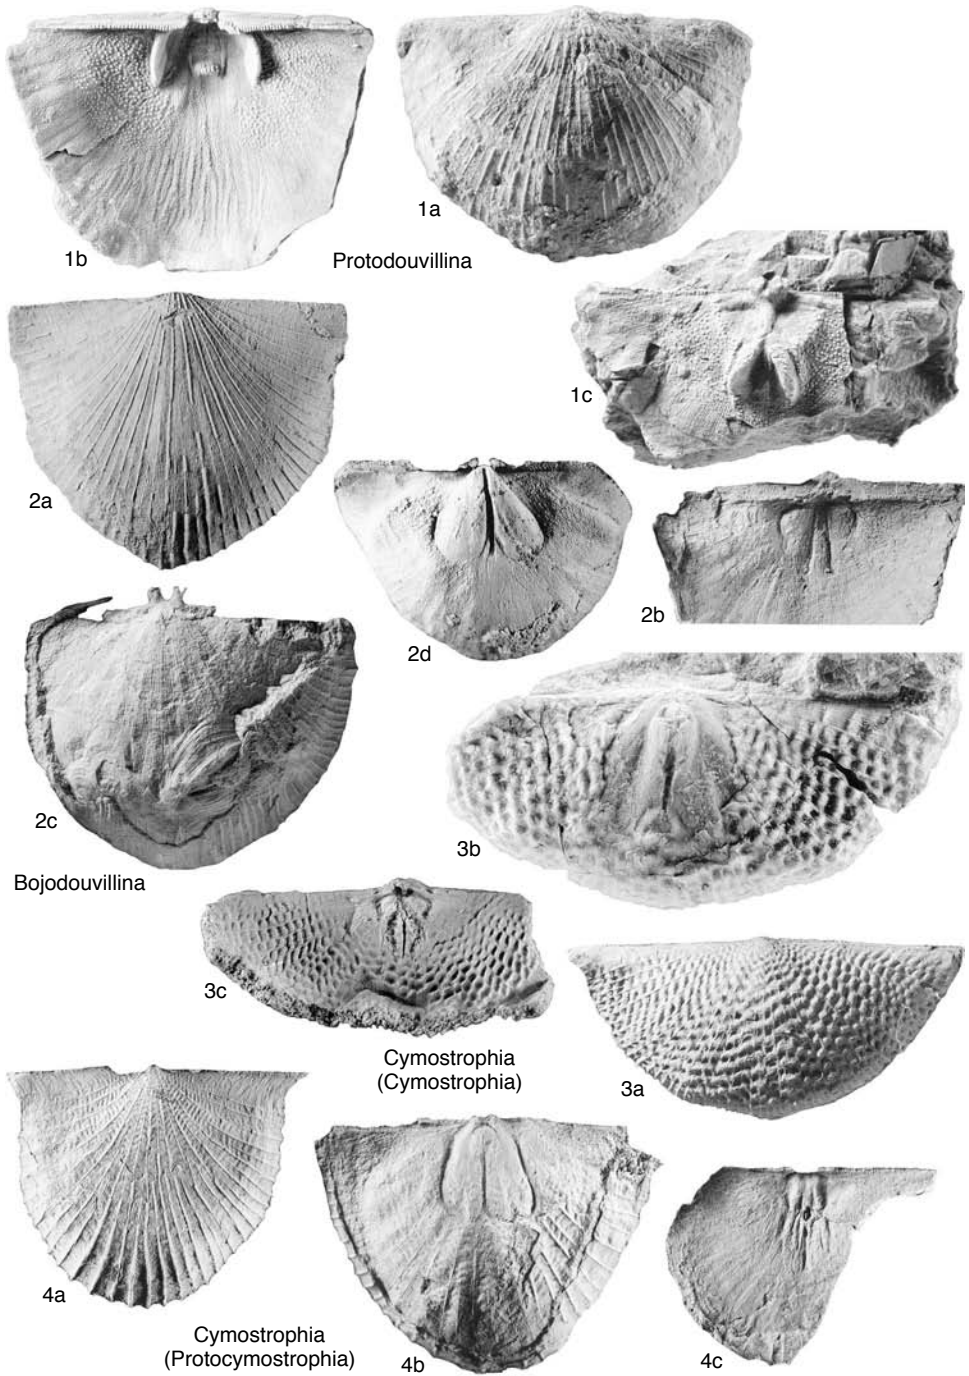 1b
1a
Protodouvillina
1c
2a
2d
2b
2c
Bojodouvillina
3b
3c
Cymostrophia
(Cymostrophia)
3a
4a
Cymostrophia
(Protocymostrophia)
4b
4c